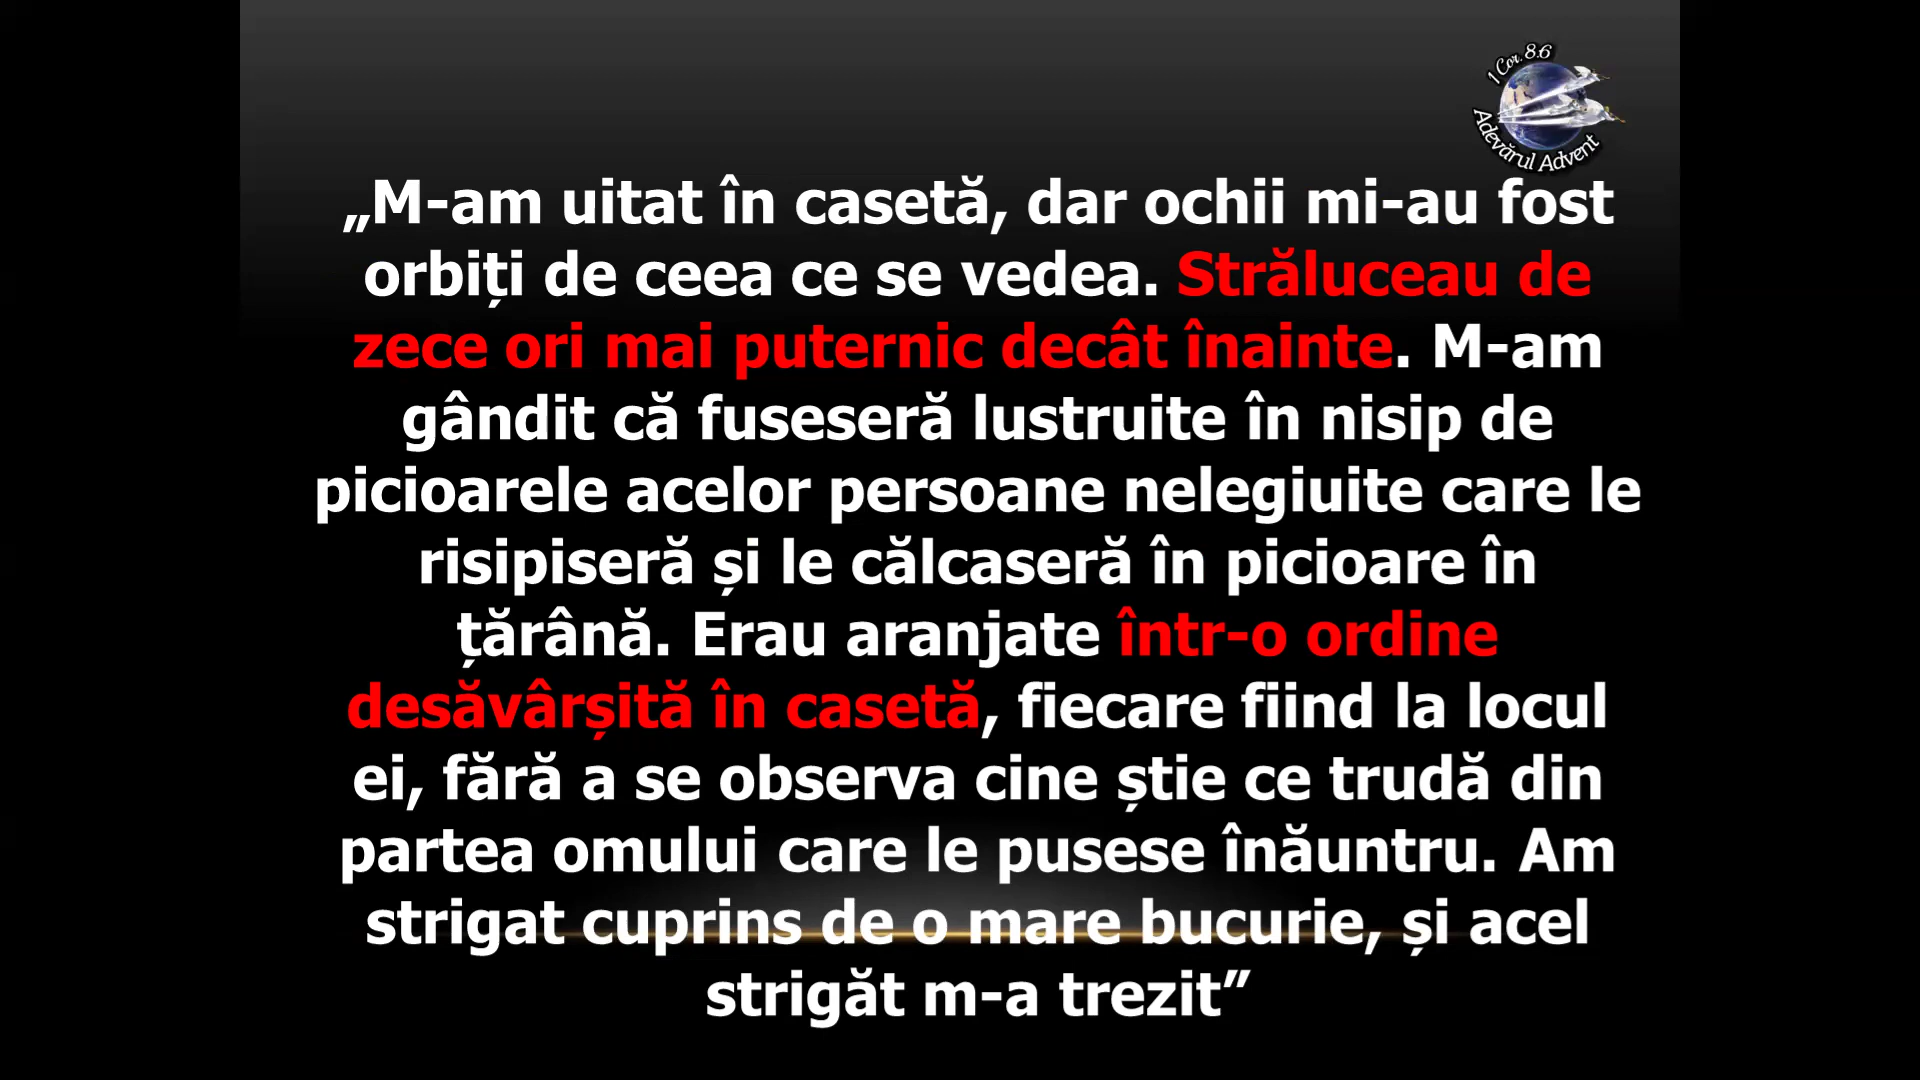 1 Cor. 8:6
Adevărul Advent
„M-am uitat în casetă, dar ochii mi-au fost
orbiți de ceea ce se vedea. Străluceau de
zece ori mai puternic decât înainte. M-am
gândit că fuseseră lustruite în nisip de
picioarele acelor persoane nelegiuite care le
risipiseră și le călcaseră în picioare în
țărână. Erau aranjate într-o ordine
desăvârșită în casetă, fiecare fiind la locul
ei, fără a se observa cine știe ce trudă din
partea omului care le pusese înăuntru. Am
strigat cuprins de o mare bucurie, și acel
strigăt m-a trezit”